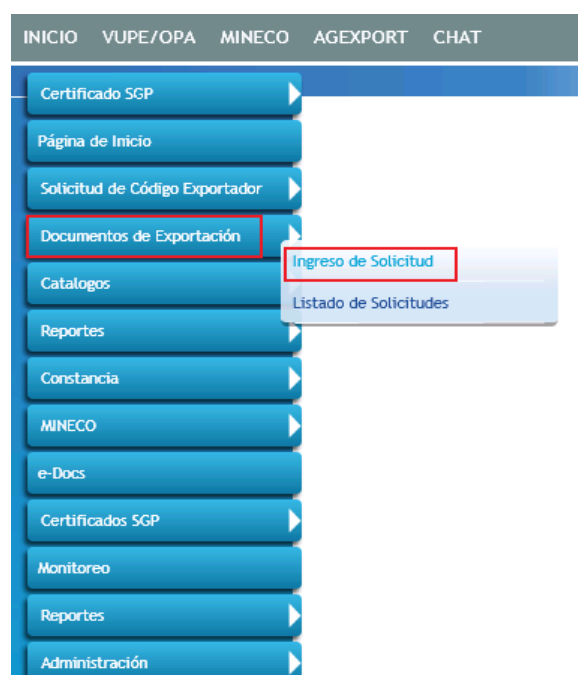 INICIO VUPE/OPA MINECO AGEXPORT CHAT
Certificado SGP
Página de Inicio
Solicitud de Código Exportador
Documentos de Exportación
Ingreso de Solicitud
Catalogos
Listado de Solicitudes
Reportes
Constancia
MINECO
e-Docs
Certificados SGP
Monitoreo
Reportes
Administración